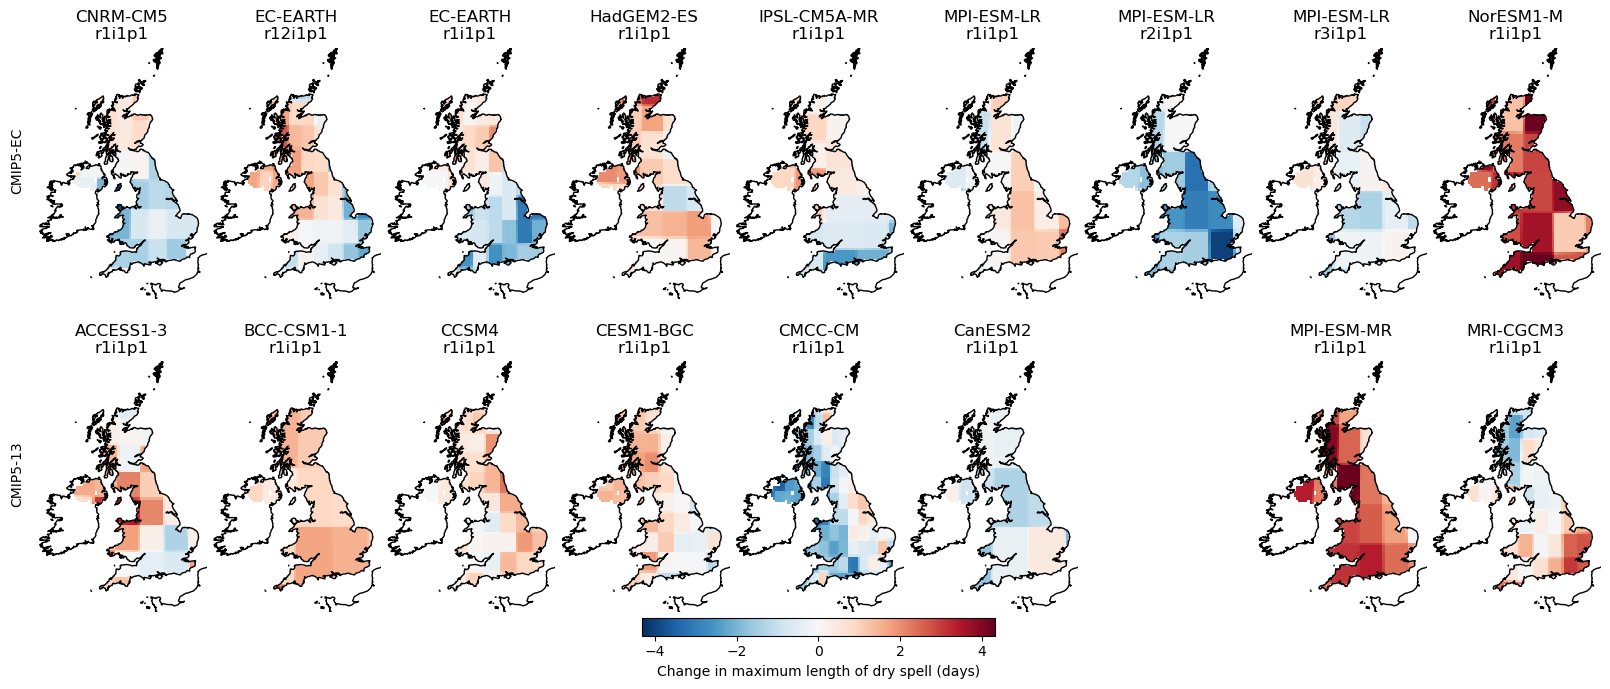 CNRM-CM5 EC-EARTH EC-EARTH HadGEM2-ES IPSL-CM5A-MR MPI-ESM-LR MPI-ESM-LR MPI-ESM-LR NorESM1-M
r1i1p1 r12i1p1 r1i1p1 r1i1p1 r1i1p1 r1i1p1 r2i1p1 r3i1p1 r1i1p1
CMIP5-EC
ACCESS1-3 BCC-CSM1-1 CCSM4 CESM1-BGC CMCC-CM CanESM2 MPI-ESM-MR MRI-CGCM3
r1i1p1 r1i1p1 r1i1p1 r1i1p1 r1i1p1 r1i1p1 r1i1p1 r1i1p1
CMIP5-13
−4 −2 0 2 4
Change in maximum length of dry spell (days)